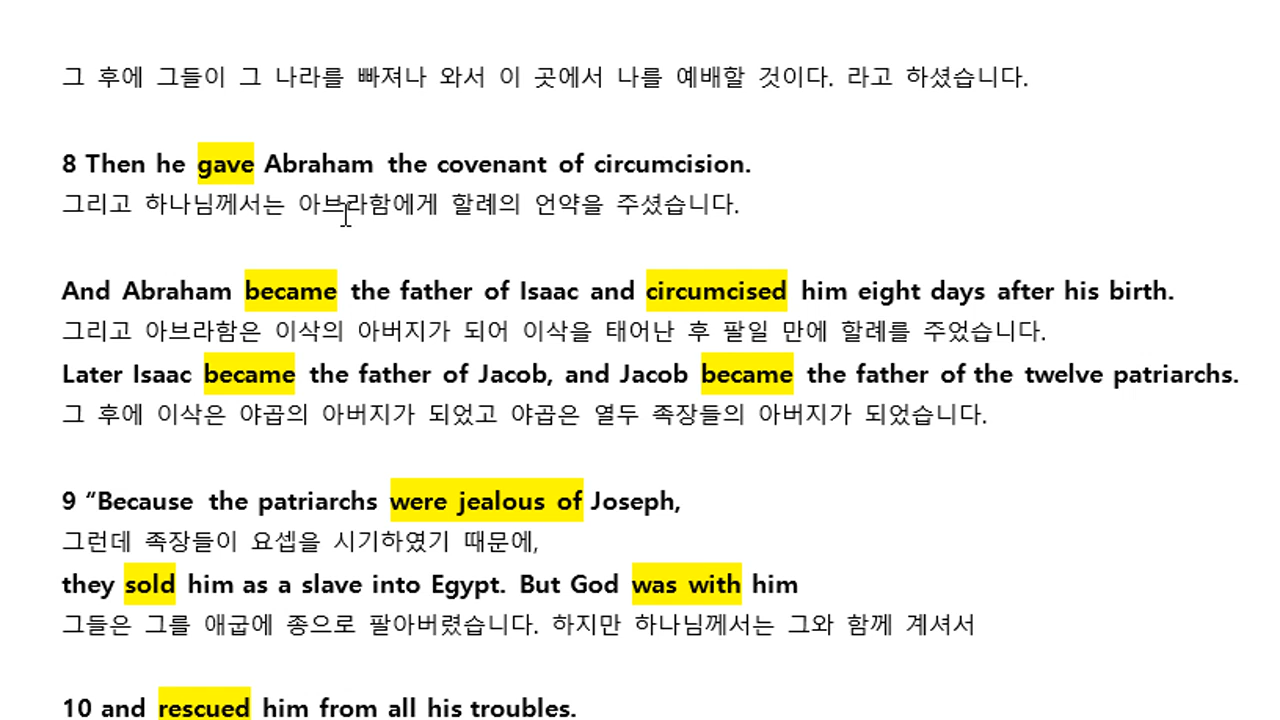 그 후에 그들이 그 나라를 빠져나 와서 이 곳에서 나를 예배할 것이다. 라고 하셨습니다.
8 Then he gave Abraham the covenant of circumcision.
그리고 하나님께서는 아브라함에게 할례의 언약을 주셨습니다.
And Abraham became the father of Isaac and circumcised him eight days after his birth.
그리고 아브라함은 이삭의 아버지가 되어 이삭을 태어난 후 팔일 만에 할례를 주었습니다.
Later Isaac became the father of Jacob, and Jacob became the father of the twelve patriarchs.
그 후에 이삭은 야곱의 아버지가 되었고 야곱은 열두 족장들의 아버지가 되었습니다.
9 “Because the patriarchs were jealous of Joseph,
그런데 족장들이 요셉을 시기하였기 때문에,
they sold him as a slave into Egypt. But God was with him
그들은 그를 애굽에 종으로 팔아버렸습니다. 하지만 하나님께서는 그와 함께 계셔서
10 and rescued him from all his troubles.